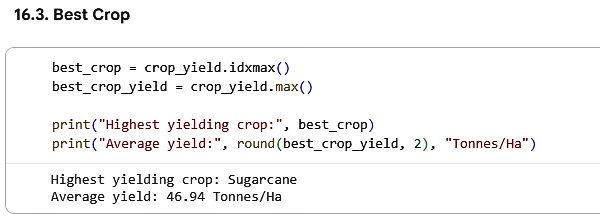 16.3. Best Crop
best_crop = crop_yield.idxmax()
best_crop_yield = crop_yield.max()
print("Highest yielding crop:", best_crop)
print("Average yield:", round(best_crop_yield, 2), "Tonnes/Ha")
Highest yielding crop: Sugarcane
Average yield: 46.94 Tonnes/Ha